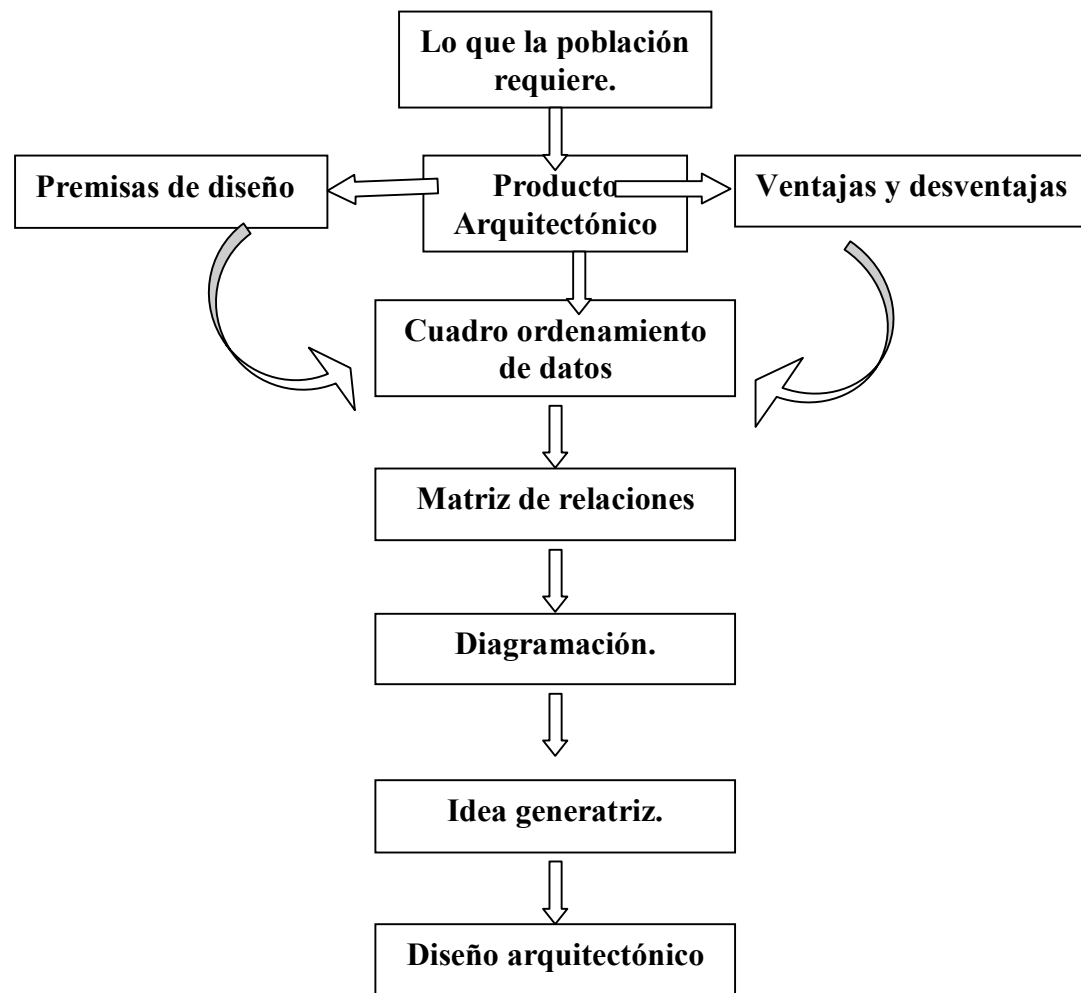 Lo que la población
requiere.
Premisas de diseño
Producto
Arquitectónico
Ventajas y desventajas
Cuadro ordenamiento
de datos
Matriz de relaciones
Diagramación.
Idea generatriz.
Diseño arquitectónico